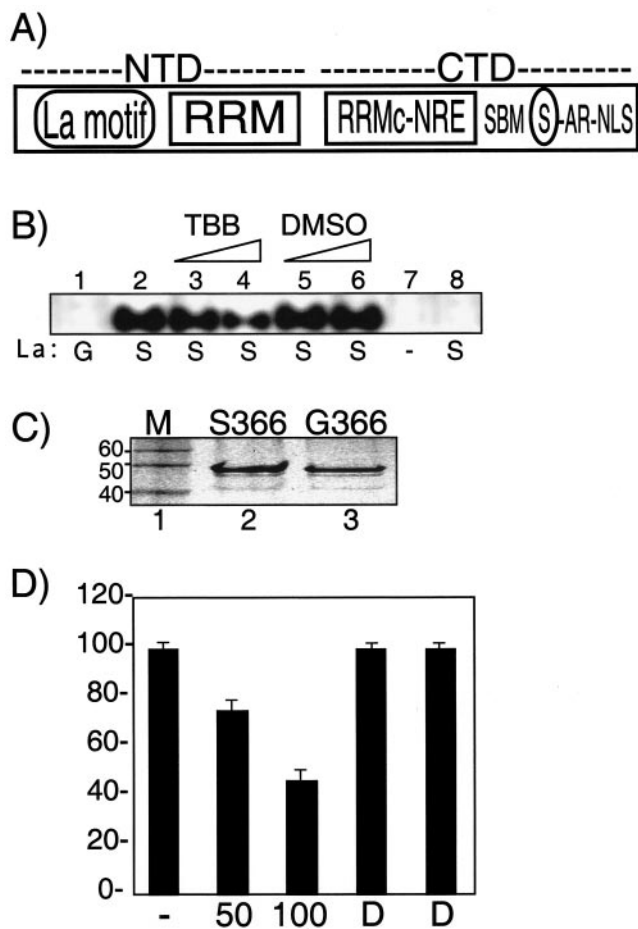 A)
--------NTD-------- --------CTD--------
La motif RRM RRMc-NRE SBM S -AR-NLS
B)
TBB DMSO
1 2 3 4 5 6 7 8
La: G S S S S S - S
C)
M S366 G366
60-
50-
40-
1 2 3
D)
120-
100-
80-
60-
40-
20-
0-
- 50 100 D D